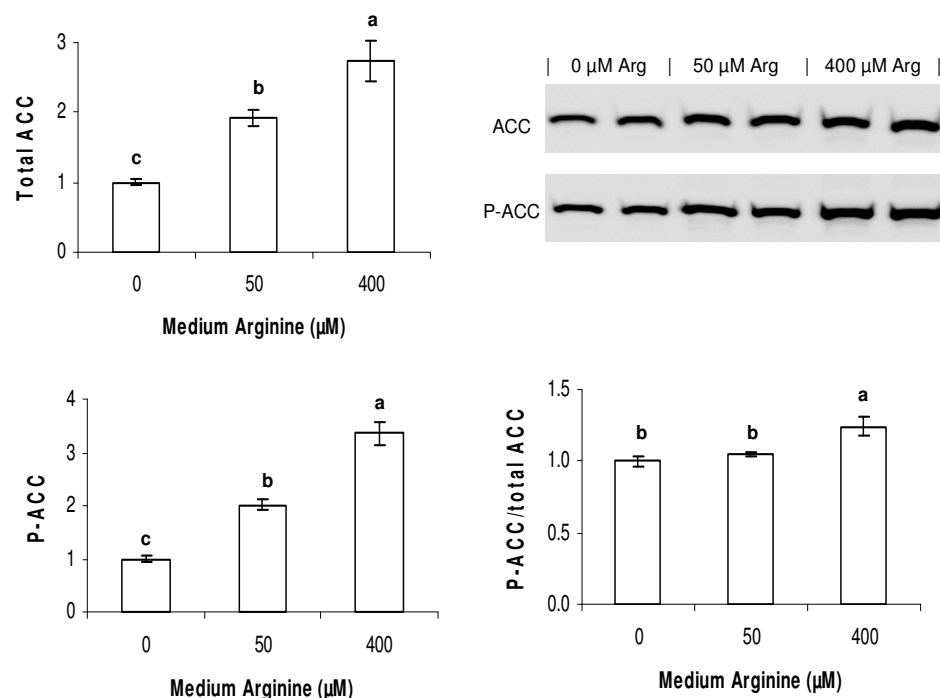 Total ACC
3
2
1
0
c
b
a
0 50 400
Medium Arginine (µM)
| 0 µM Arg | 50 µM Arg | 400 µM Arg |
ACC
P-ACC
P-ACC
4
3
2
1
0
c
b
a
0 50 400
Medium Arginine (µM)
P-ACC/total ACC
1.5
1.0
0.5
0.0
b
b
a
0 50 400
Medium Arginine (µM)